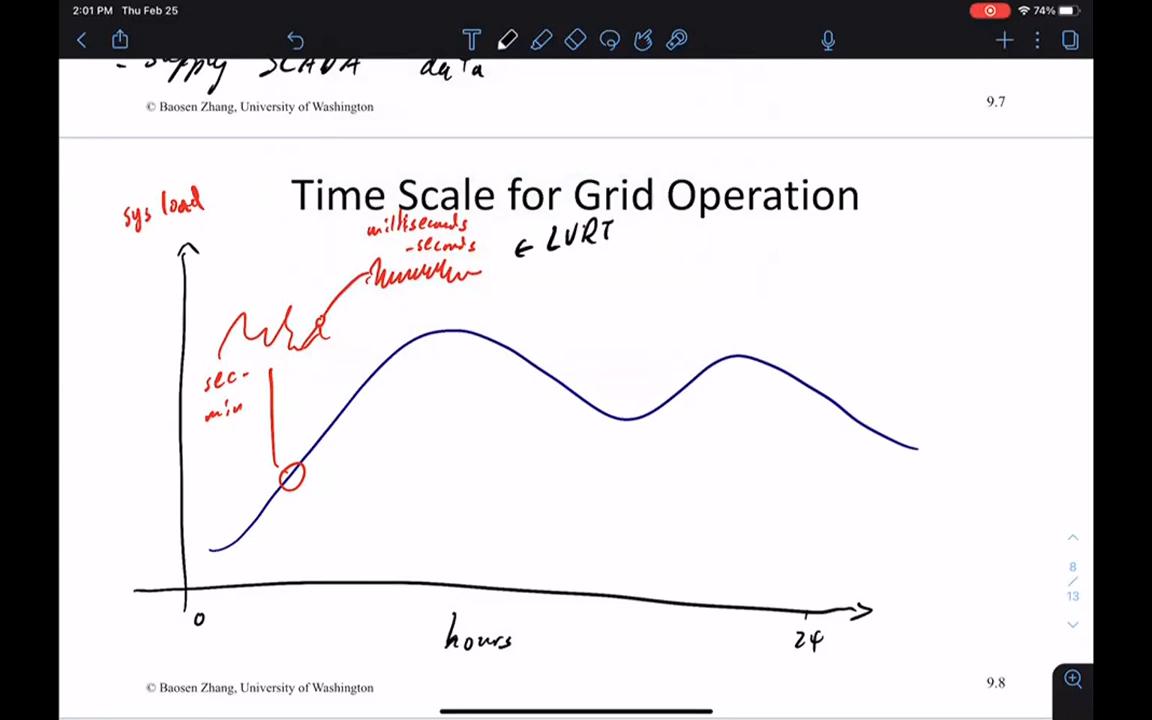 2:01 PM Thu Feb 25
74%
- supply SCADA data
© Baosen Zhang, University of Washington
9.7
Time Scale for Grid Operation
sys load
milliseconds
-seconds
← LVRT
sec-
min
0
hours
24
8
/
13
© Baosen Zhang, University of Washington
9.8